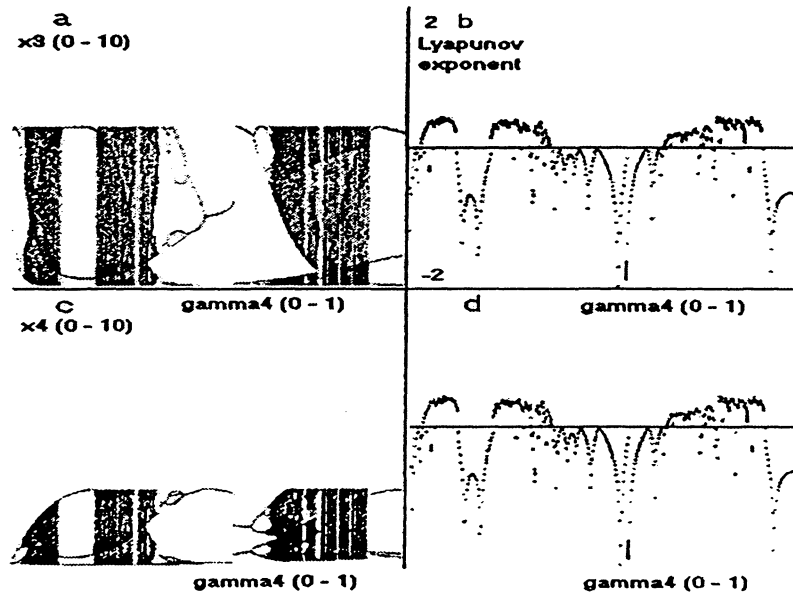 a
x3 (0 - 10)
2 b
Lyapunov
exponent
-2
gamma4 (0 - 1)
gamma4 (0 - 1)
c
x4 (0 - 10)
d
gamma4 (0 - 1)
gamma4 (0 - 1)